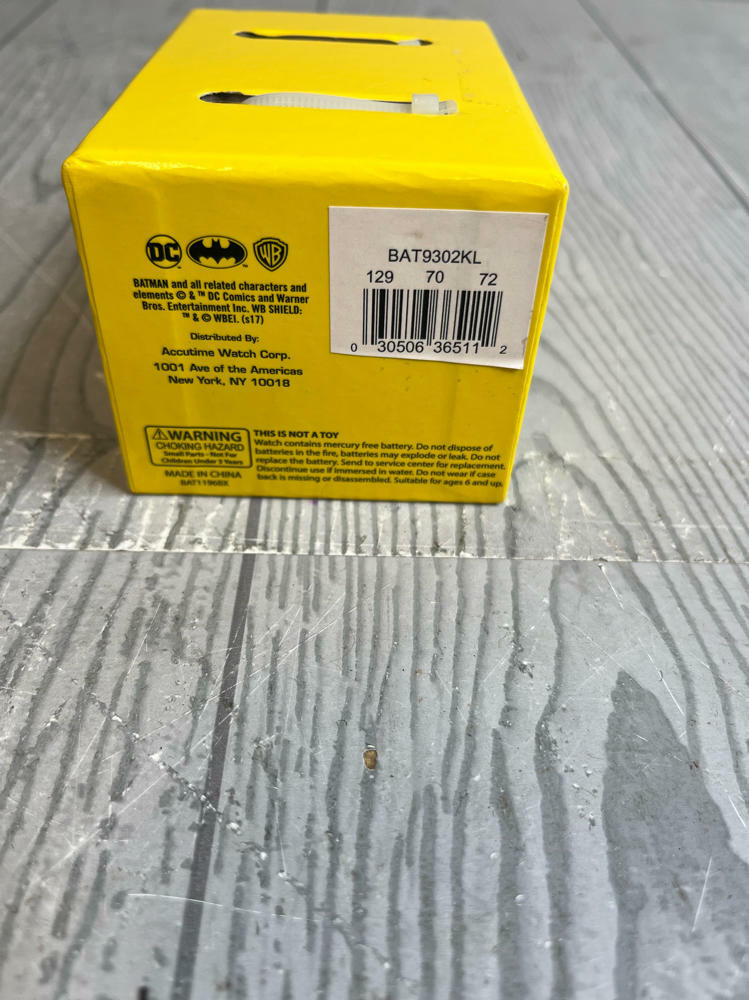 DC
™
™
WB
BATMAN and all related characters and
elements © & ™ DC Comics and Warner
Bros. Entertainment Inc. WB SHIELD:
™ & © WBEI. (s17)
Distributed By:
Accutime Watch Corp.
1001 Ave of the Americas
New York, NY 10018
BAT9302KL
129 70 72
0 30506 36511 2
WARNING
CHOKING HAZARD
Small Parts - Not For
Children Under 3 Years
MADE IN CHINA
BAT1196BX
THIS IS NOT A TOY
Watch contains mercury free battery. Do not dispose of
batteries in the fire, batteries may explode or leak. Do not
replace the battery. Send to service center for replacement.
Discontinue use if immersed in water. Do not wear if case
back is missing or disassembled. Suitable for ages 6 and up.